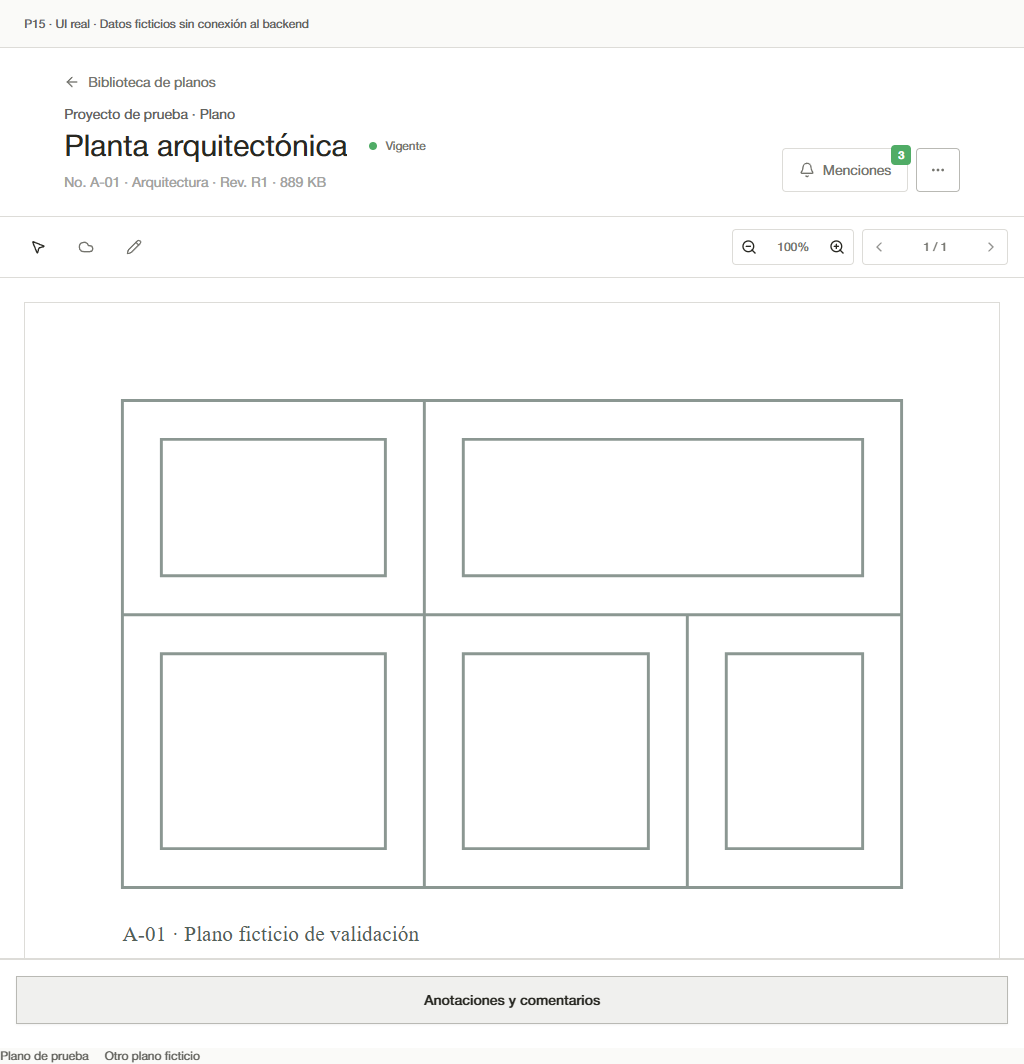 P15 · UI real · Datos ficticios sin conexión al backend
Biblioteca de planos
Proyecto de prueba · Plano
Planta arquitectónica
Vigente
No. A-01 · Arquitectura · Rev. R1 · 889 KB
Menciones
3
100%
1 / 1
A-01 · Plano ficticio de validación
Anotaciones y comentarios
Plano de prueba Otro plano ficticio